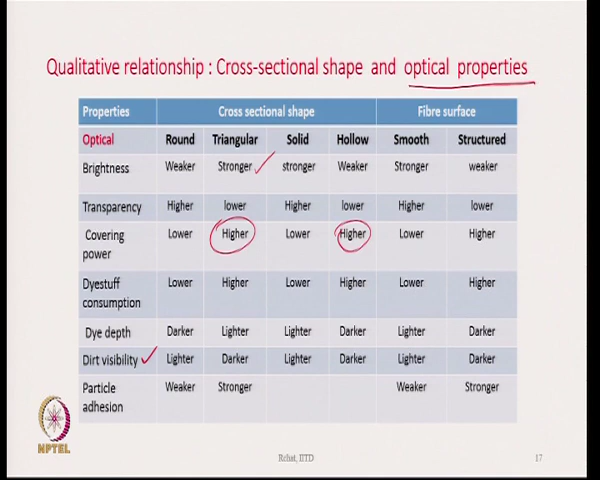 Qualitative relationship : Cross-sectional shape and optical properties
Properties Cross sectional shape Fibre surface
Optical Round Triangular Solid Hollow Smooth Structured
Brightness Weaker Stronger stronger Weaker Stronger weaker
Transparency Higher lower Higher lower Higher lower
Covering power Lower Higher Lower Higher Lower Higher
Dyestuff consumption Lower Higher Lower Higher Lower Higher
Dye depth Darker Lighter Lighter Darker Lighter Darker
Dirt visibility Lighter Darker Lighter Darker Lighter Darker
Particle adhesion Weaker Stronger Weaker Stronger
NPTEL
IITD
17